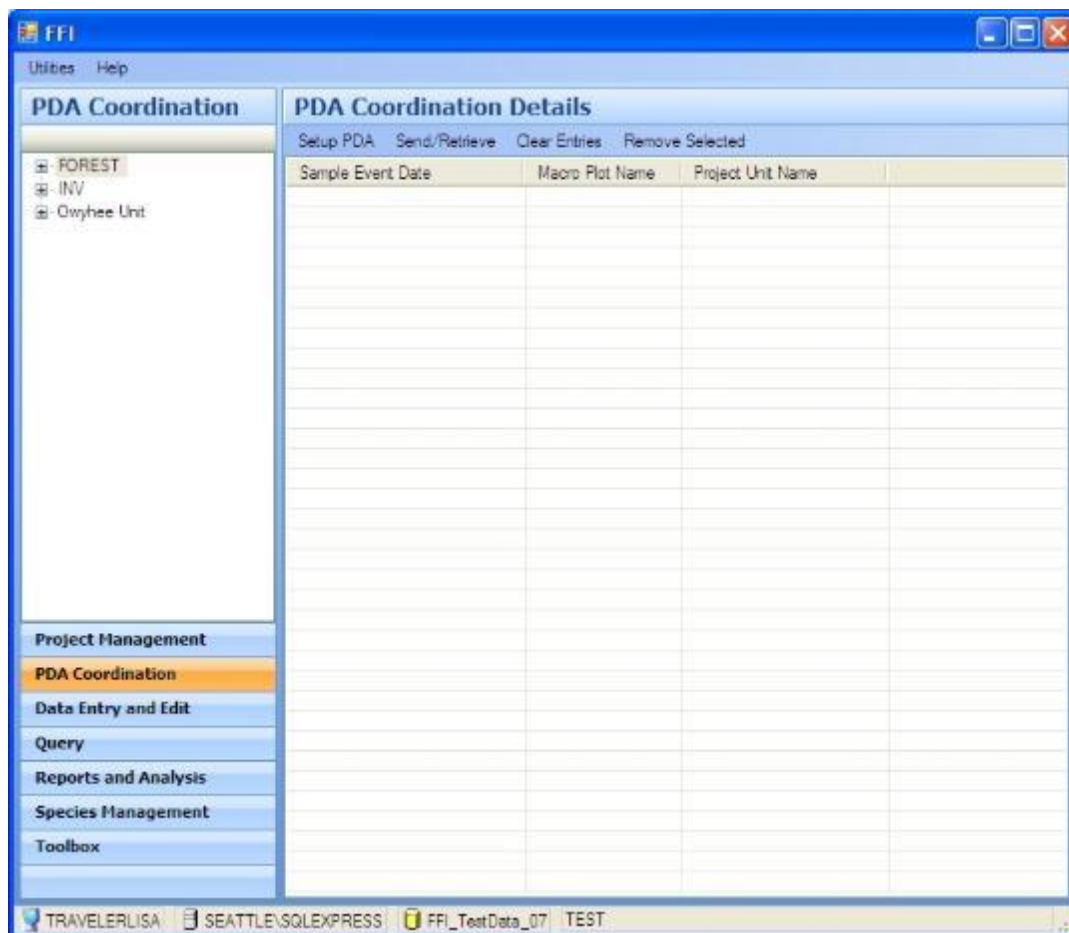 FFI
Utilities Help
PDA Coordination
PDA Coordination Details
Setup PDA Send/Retrieve Clear Entries Remove Selected
Sample Event Date Macro Plot Name Project Unit Name
FOREST
INV
Owyhee Unit
Project Management
PDA Coordination
Data Entry and Edit
Query
Reports and Analysis
Species Management
Toolbox
TRAVELERLISA SEATTLE\SQLEXPRESS FFI_TestData_07 TEST